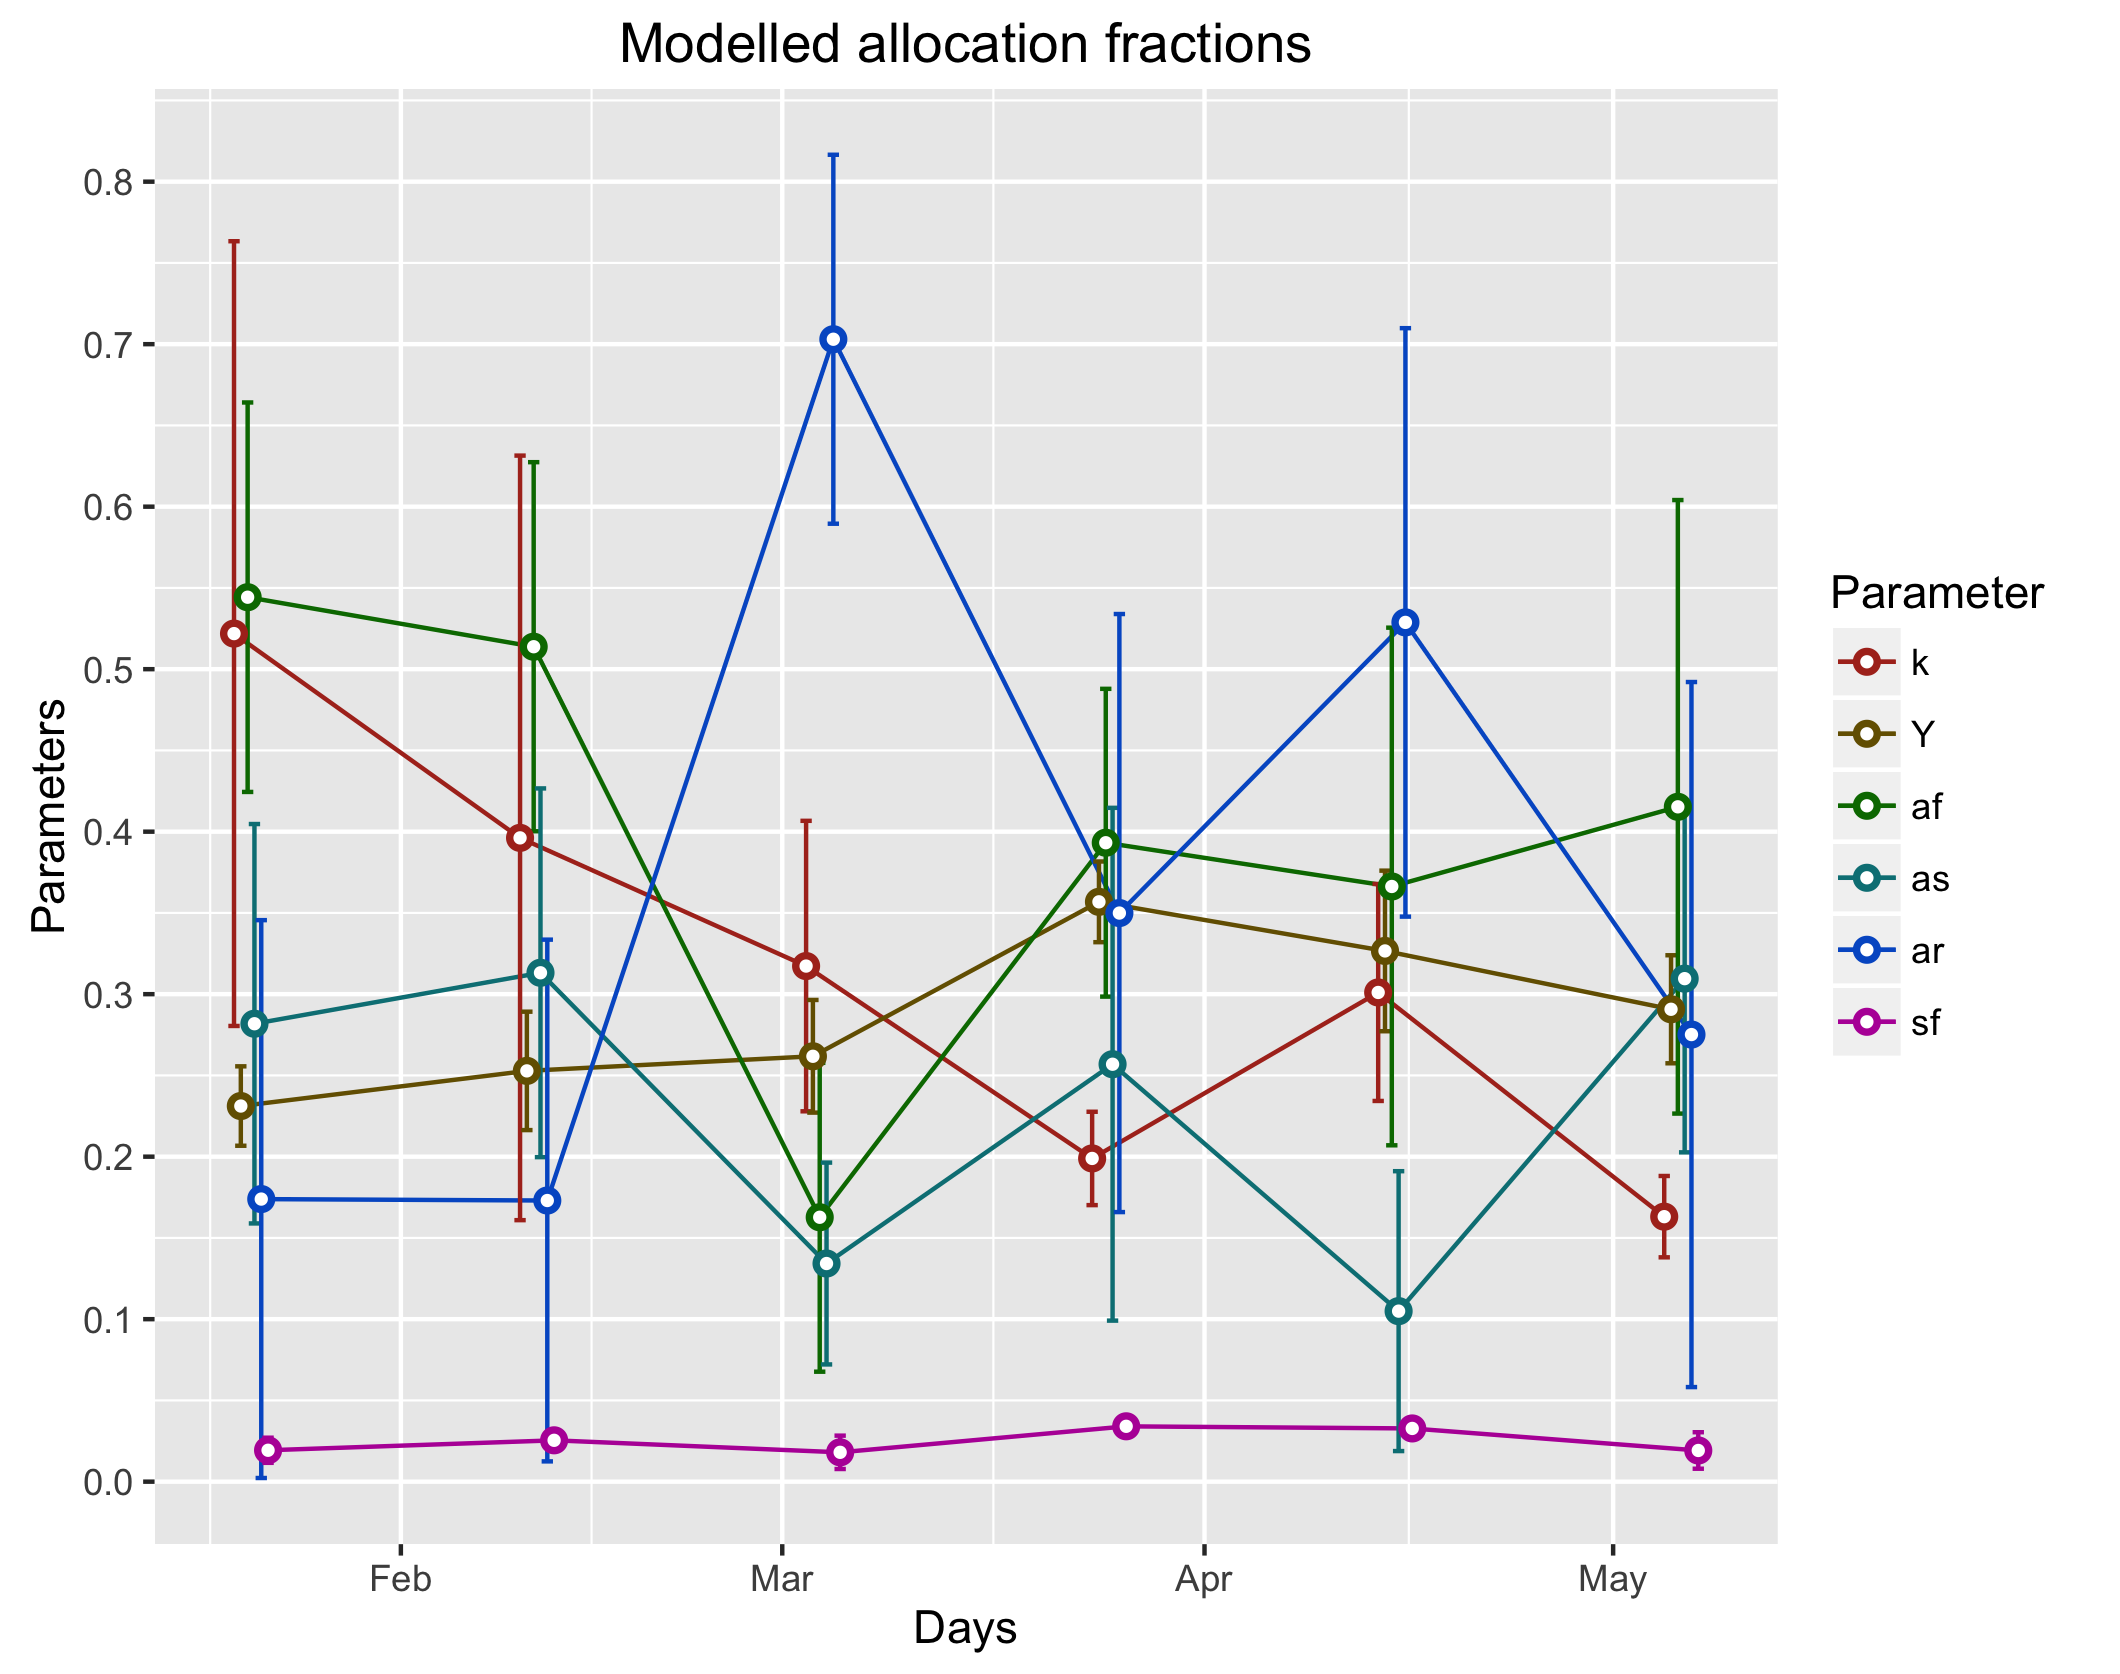 Modelled allocation fractions
Parameters
0.8
0.7
0.6
0.5
0.4
0.3
0.2
0.1
0.0
Feb
Mar
Apr
May
Days
Parameter
k
Y
af
as
ar
sf